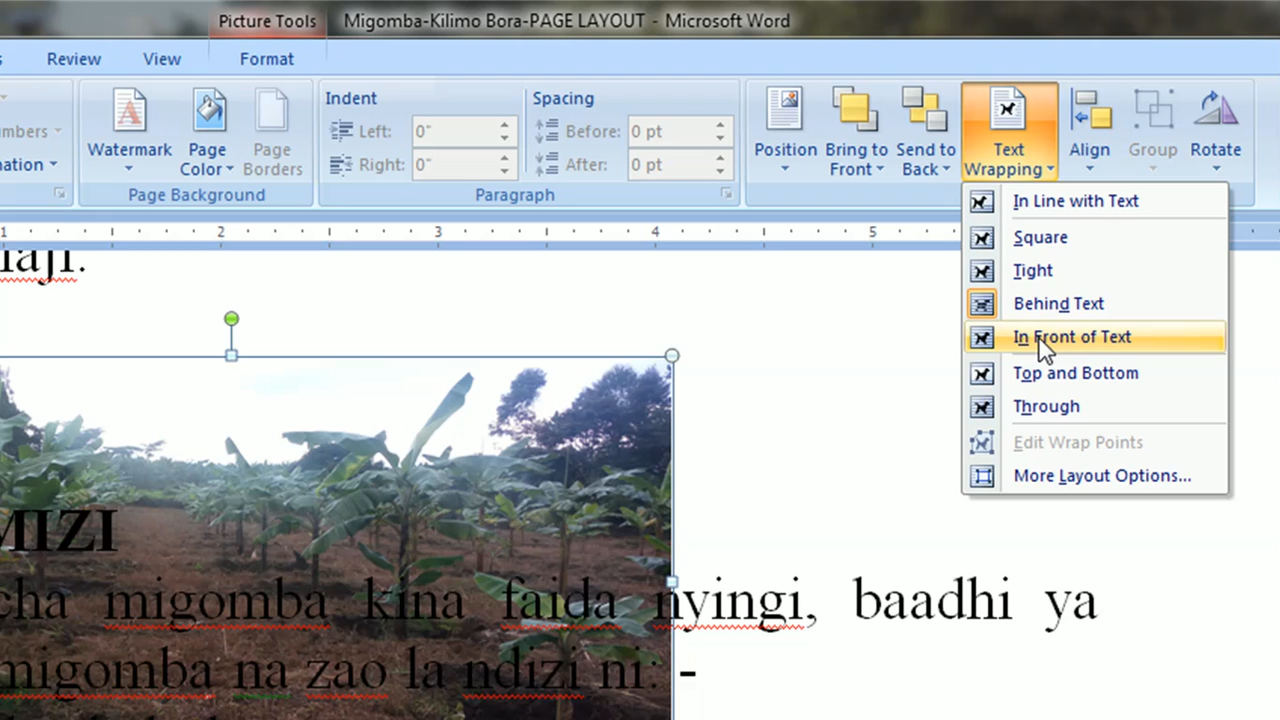 Picture Tools Migomba-Kilimo Bora-PAGE LAYOUT - Microsoft Word
Review View Format
Watermark Page Color Page Borders
Page Background
Indent
Left: 0"
Right: 0"
Spacing
Before: 0 pt
After: 0 pt
Paragraph
Position Bring to Front Send to Back Text Wrapping Align Group Rotate
In Line with Text
Square
Tight
Behind Text
In Front of Text
Top and Bottom
Through
Edit Wrap Points
More Layout Options...
1 2 3 4 5
MIZI
cha migomba kina faida nyingi, baadhi ya
migomba na zao la ndizi ni: -